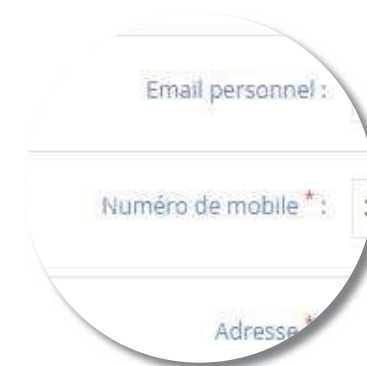 Email personnel :
Numéro de mobile * :
Adresse *